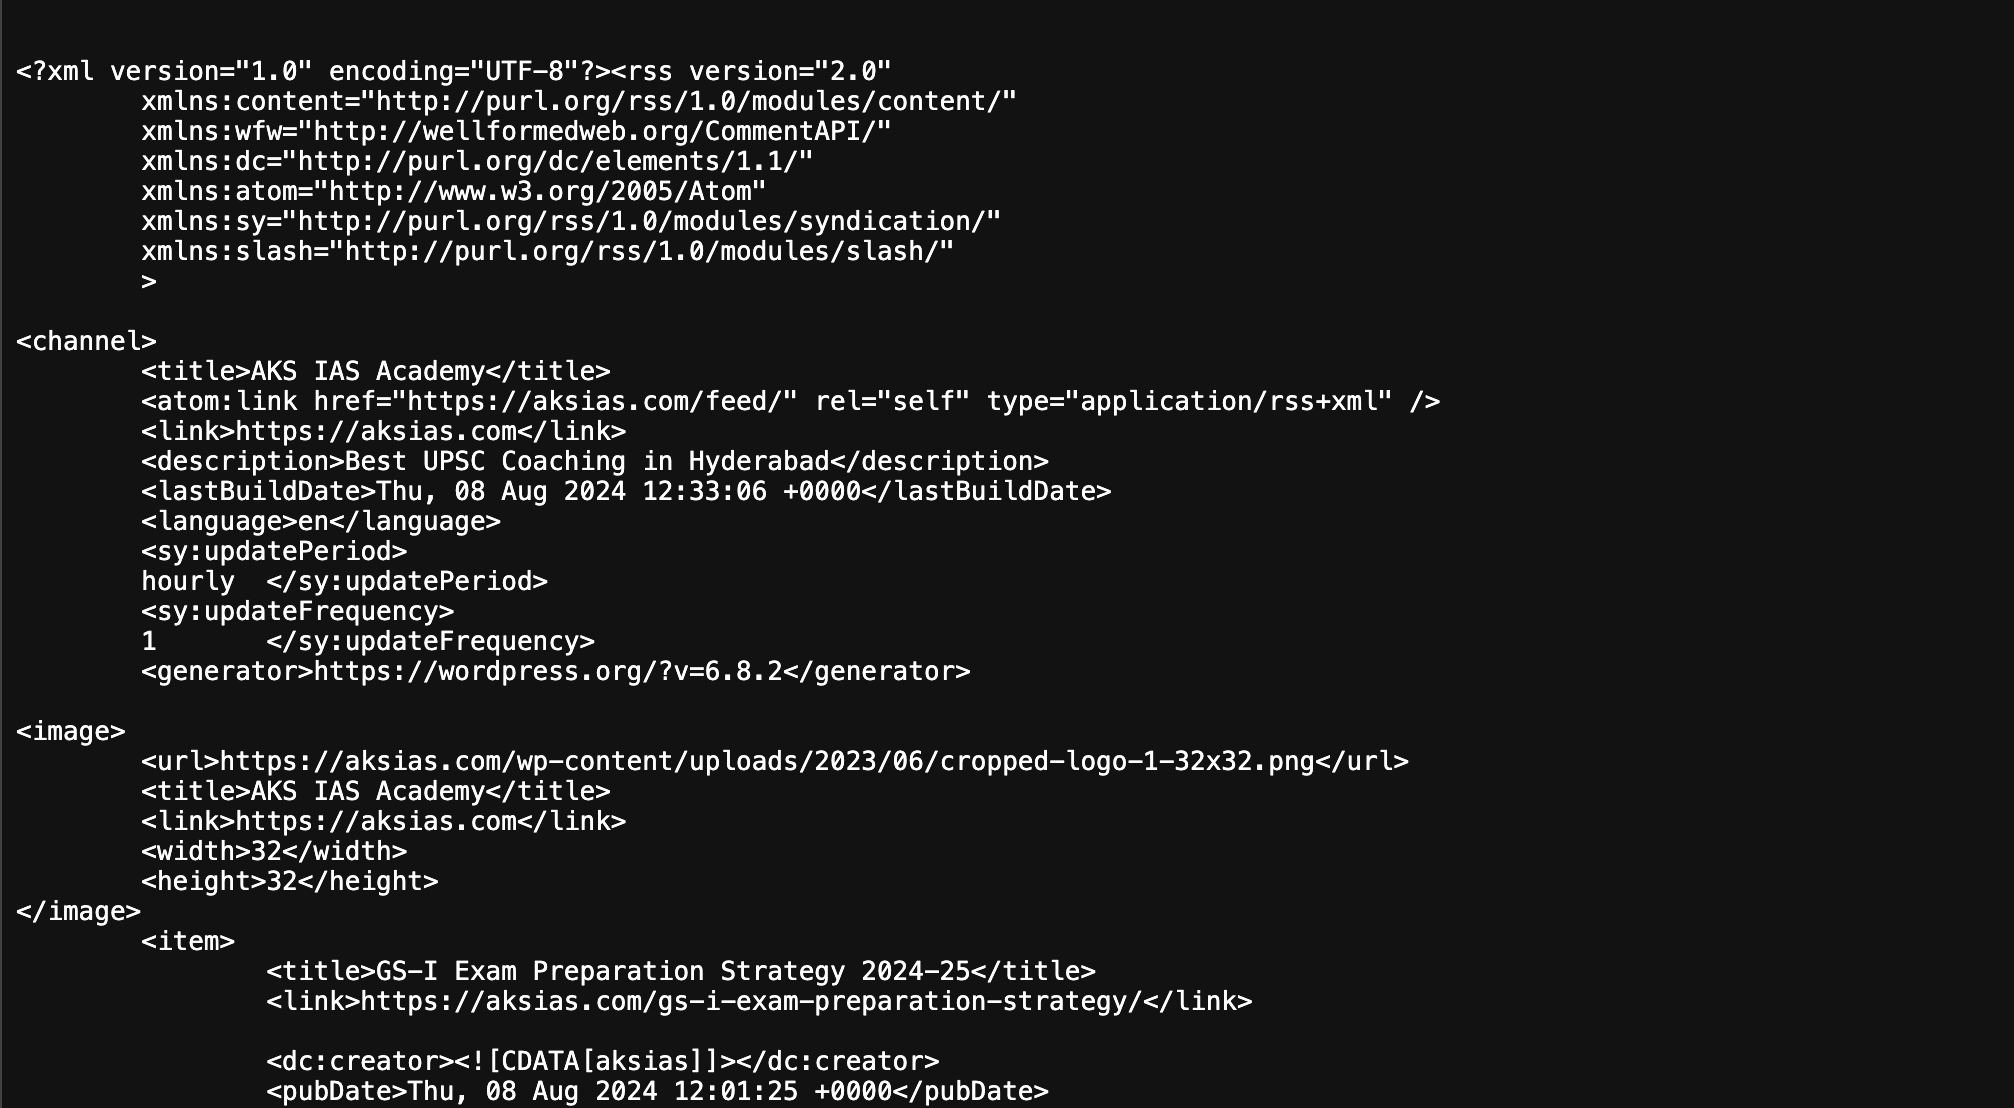 <?xml version="1.0" encoding="UTF-8"?><rss version="2.0"
xmlns:content="http://purl.org/rss/1.0/modules/content/"
xmlns:wfw="http://wellformedweb.org/CommentAPI/"
xmlns:dc="http://purl.org/dc/elements/1.1/"
xmlns:atom="http://www.w3.org/2005/Atom"
xmlns:sy="http://purl.org/rss/1.0/modules/syndication/"
xmlns:slash="http://purl.org/rss/1.0/modules/slash/"
>
<channel>
<title>AKS IAS Academy</title>
<atom:link href="https://aksias.com/feed/" rel="self" type="application/rss+xml" />
<link>https://aksias.com</link>
<description>Best UPSC Coaching in Hyderabad</description>
<lastBuildDate>Thu, 08 Aug 2024 12:33:06 +0000</lastBuildDate>
<language>en</language>
<sy:updatePeriod>
hourly  </sy:updatePeriod>
<sy:updateFrequency>
1       </sy:updateFrequency>
<generator>https://wordpress.org/?v=6.8.2</generator>
<image>
<url>https://aksias.com/wp-content/uploads/2023/06/cropped-logo-1-32x32.png</url>
<title>AKS IAS Academy</title>
<link>https://aksias.com</link>
<width>32</width>
<height>32</height>
</image>
<item>
<title>GS-I Exam Preparation Strategy 2024-25</title>
<link>https://aksias.com/gs-i-exam-preparation-strategy/</link>
<dc:creator><![CDATA[aksias]]></dc:creator>
<pubDate>Thu, 08 Aug 2024 12:01:25 +0000</pubDate>